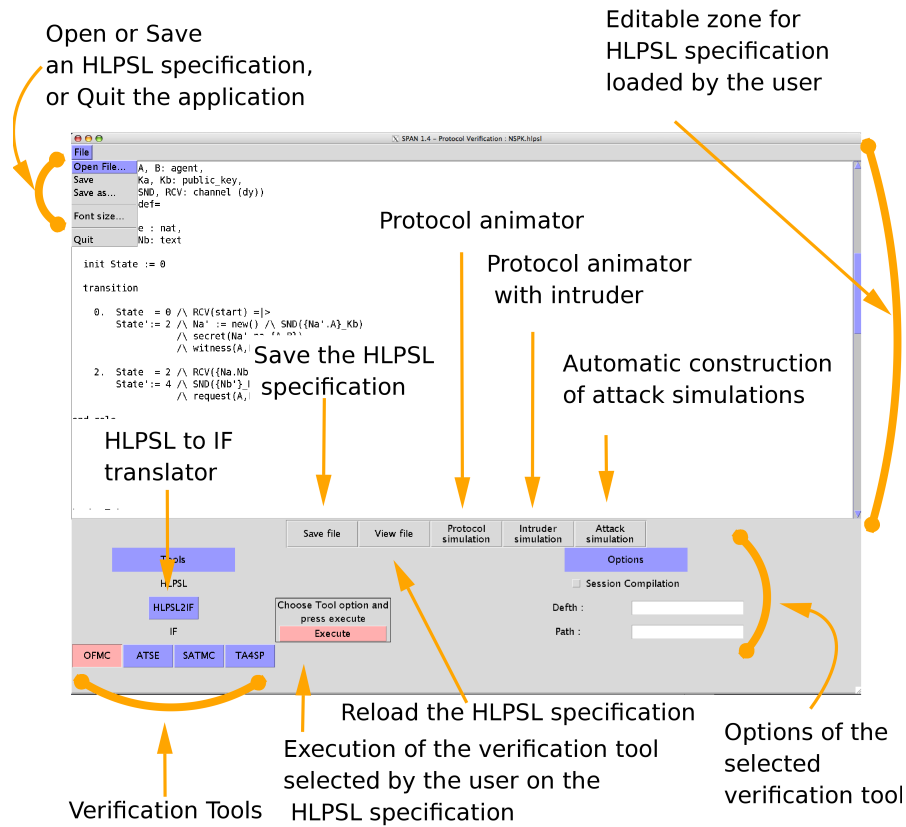 Open or Save
an HLPSL specification,
or Quit the application
Editable zone for
HLPSL specification
loaded by the user
SPAN 1.4 - Protocol Verification : NSPK.hlpsl
File
Open File...
Save
Save as...
Font size...
Quit
A, B: agent,
Ka, Kb: public_key,
SND, RCV: channel (dy))
def=
e : nat,
Nb: text
init State := 0
transition
0. State = 0 /\ RCV(start) =|>
State':= 2 /\ Na' := new() /\ SND({Na'.A}_Kb)
/\ secret(Na'
/\ witness(A,
2. State = 2 /\ RCV({Na.Nb
State':= 4 /\ SND({Nb'}_
/\ request(A,
Protocol animator
Protocol animator
with intruder
Automatic construction
of attack simulations
Save the HLPSL
specification
HLPSL to IF
translator
Save file
View file
Protocol
simulation
Intruder
simulation
Attack
simulation
Tools
HLPSL
HLPSL2IF
IF
OFMC
ATSE
SATMC
TA4SP
Choose Tool option and
press execute
Execute
Options
Session Compilation
Defth :
Path :
Reload the HLPSL specification
Execution of the verification tool
selected by the user on the
HLPSL specification
Verification Tools
Options of the
selected
verification tool